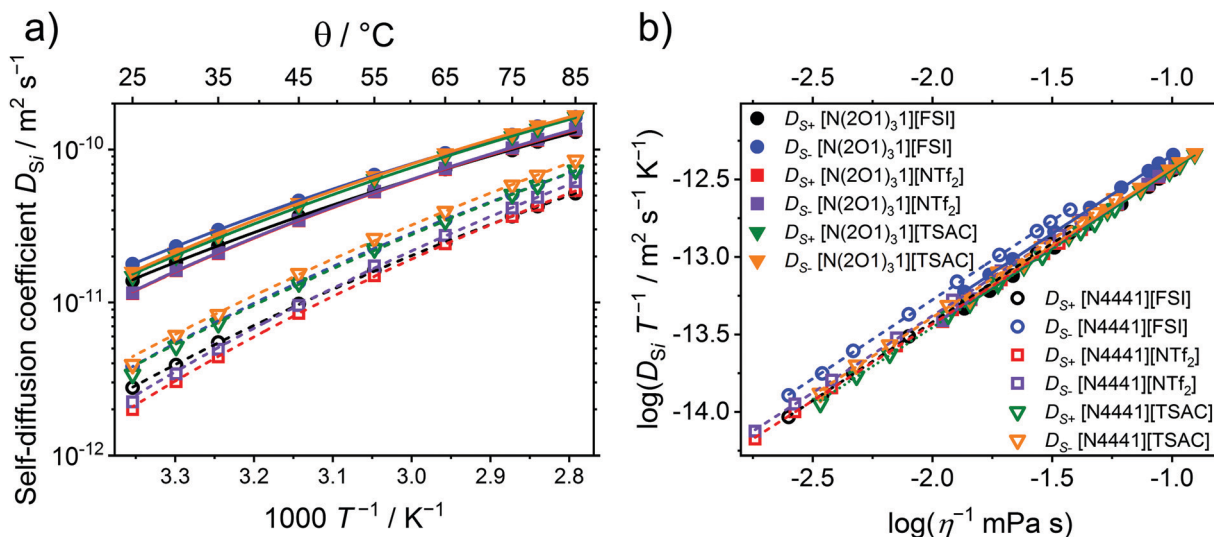 a)
θ / °C
25 35 45 55 65 75 85
Self-diffusion coefficient D_Si / m² s⁻¹
10⁻¹⁰
10⁻¹¹
10⁻¹²
3.3 3.2 3.1 3.0 2.9 2.8
1000 T⁻¹ / K⁻¹
b)
-2.5 -2.0 -1.5 -1.0
log(D_Si T⁻¹ / m² s⁻¹ K⁻¹)
-12.5
-13.0
-13.5
-14.0
D_S+ [N(2O1)₃1][FSI]
D_S- [N(2O1)₃1][FSI]
D_S+ [N(2O1)₃1][NTf₂]
D_S- [N(2O1)₃1][NTf₂]
D_S+ [N(2O1)₃1][TSAC]
D_S- [N(2O1)₃1][TSAC]
D_S+ [N4441][FSI]
D_S- [N4441][FSI]
D_S+ [N4441][NTf₂]
D_S- [N4441][NTf₂]
D_S+ [N4441][TSAC]
D_S- [N4441][TSAC]
-2.5 -2.0 -1.5 -1.0
log(η⁻¹ mPa s)